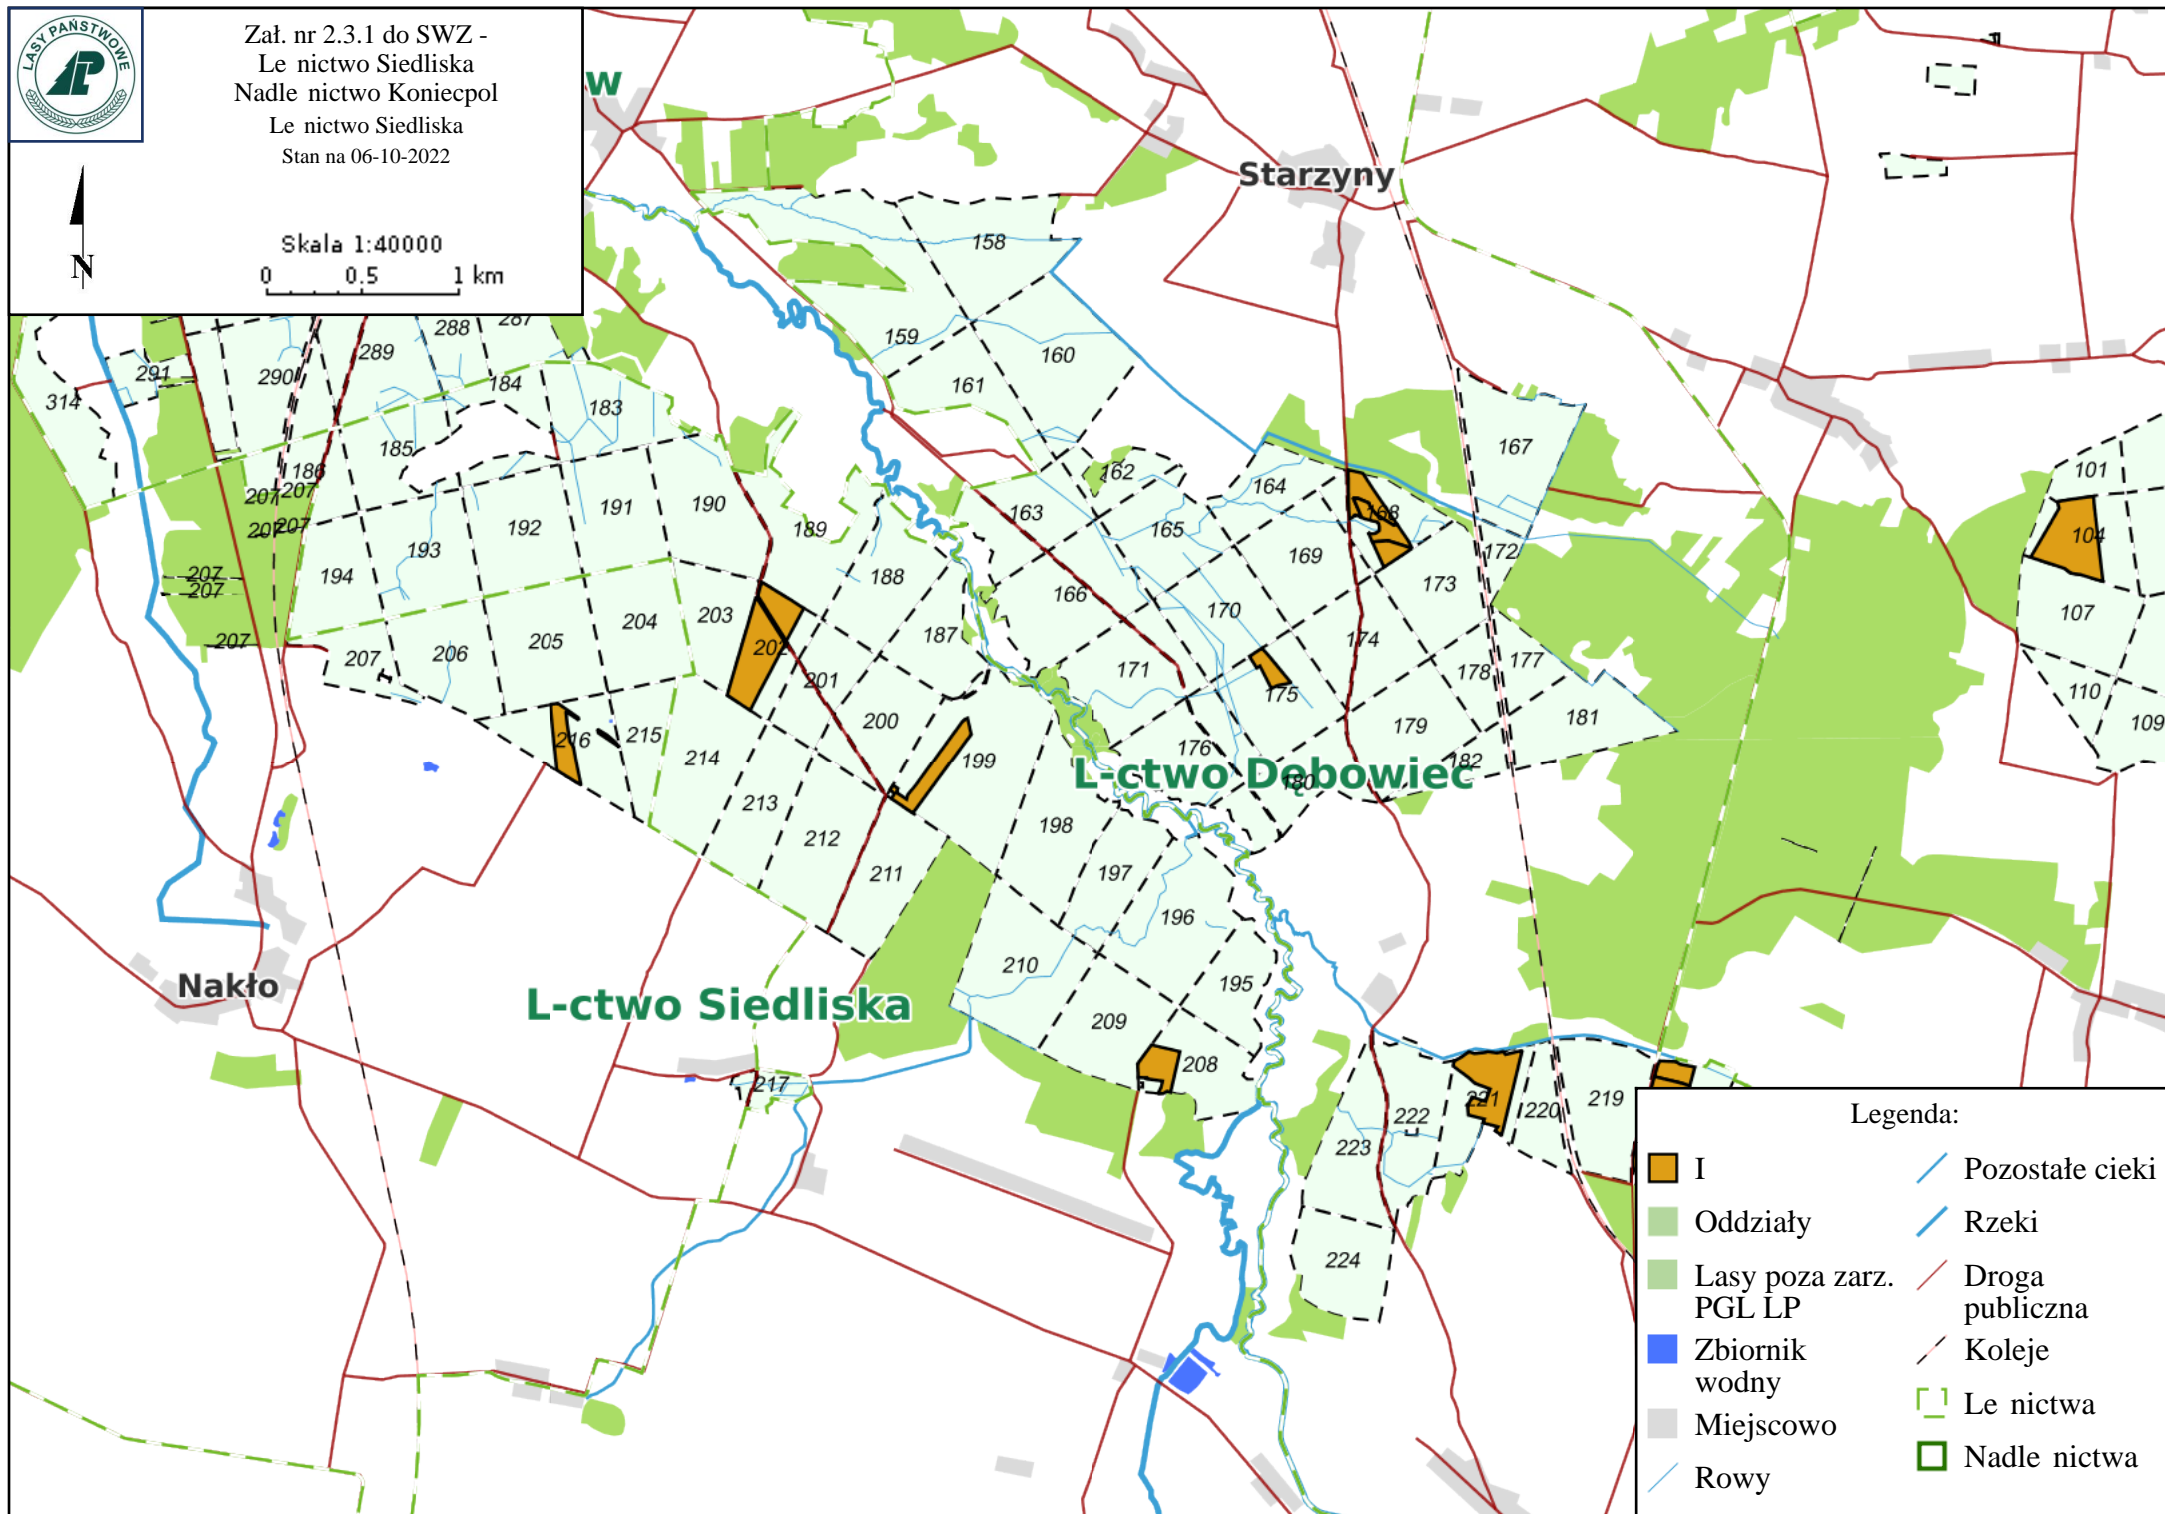 LASY PAŃSTWOWE
Zał. nr 2.3.1 do SWZ -
Le nictwo Siedliska
Nadle nictwo Koniecpol
Le nictwo Siedliska
Stan na 06-10-2022
N
Skala 1:40000
0 0.5 1 km
w
Starzyny
158
159
160
161
287
288
289
290
291
314
183
184
185
186
207
207
207
207
207
207
207
162
163
164
165
166
167
168
169
170
171
172
173
174
175
176
177
178
179
180
181
182
101
104
107
109
110
187
188
189
190
191
192
193
194
195
196
197
198
199
200
201
202
203
204
205
206
207
208
209
210
211
212
213
214
215
216
217
219
220
221
222
223
224
L-ctwo Dębowiec
L-ctwo Siedliska
Nakło
Legenda:
I
Oddziały
Lasy poza zarz.
PGL LP
Zbiornik
wodny
Miejscowo
Rowy
Pozostałe cieki
Rzeki
Droga
publiczna
Koleje
Le nictwa
Nadle nictwa